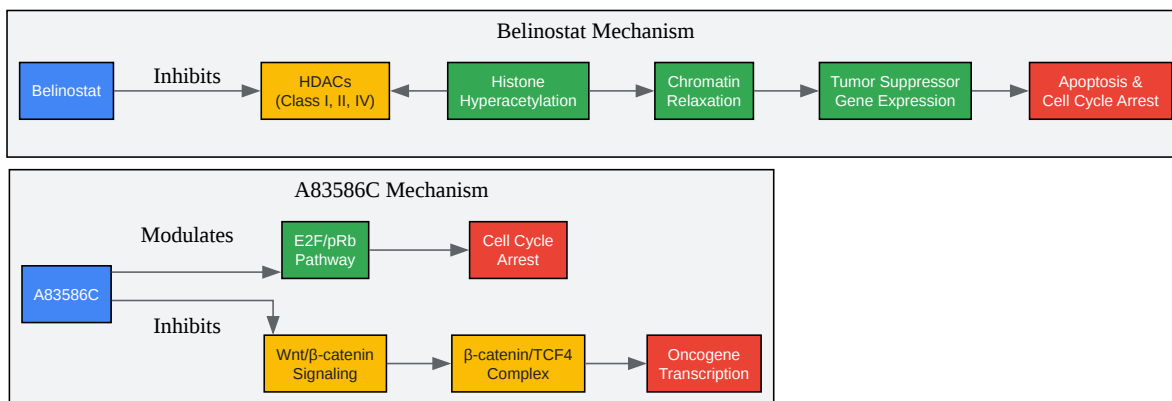 Belinostat Mechanism
Belinostat
Inhibits
HDACs
(Class I, II, IV)
Histone
Hyperacetylation
Chromatin
Relaxation
Tumor Suppressor
Gene Expression
Apoptosis &
Cell Cycle Arrest
A83586C Mechanism
A83586C
Modulates
E2F/pRb
Pathway
Cell Cycle
Arrest
Inhibits
Wnt/β-catenin
Signaling
β-catenin/TCF4
Complex
Oncogene
Transcription